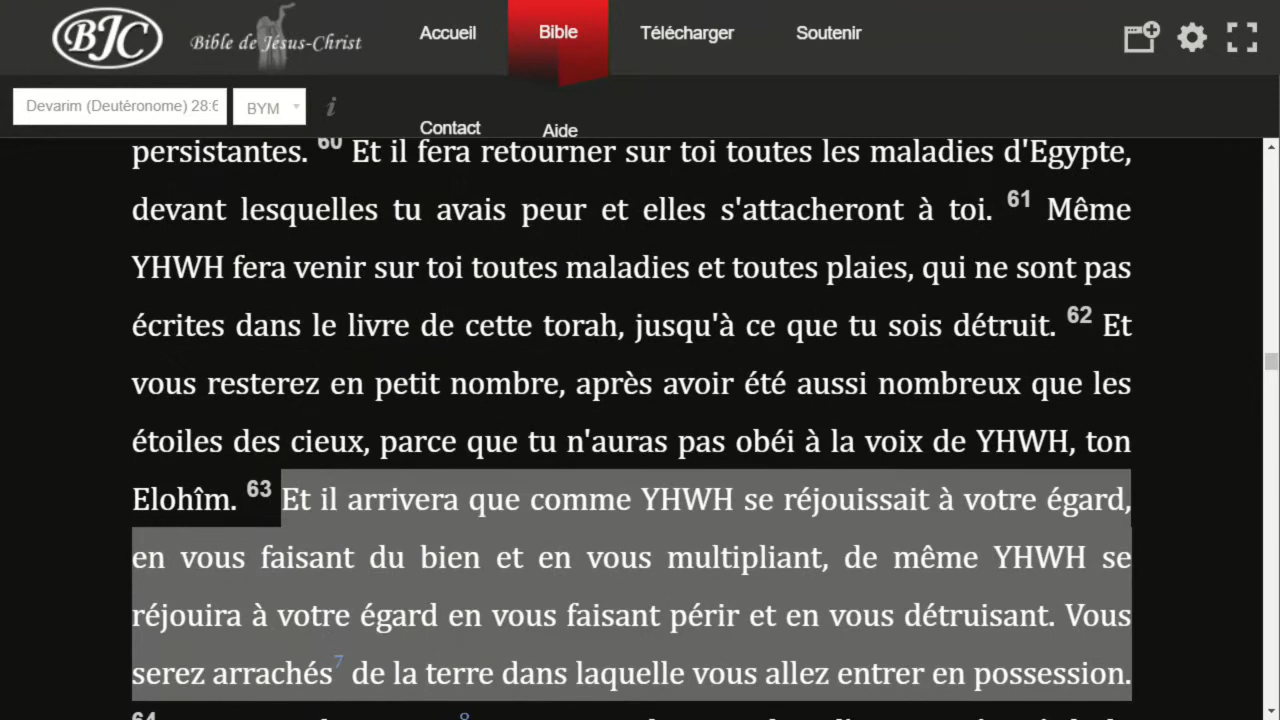 BJC
Bible de Jésus-Christ
Accueil
Bible
Télécharger
Soutenir
Devarim (Deutéronome) 28:6
BYM
i
Contact
Aide
persistantes. 60 Et il fera retourner sur toi toutes les maladies d'Egypte,
devant lesquelles tu avais peur et elles s'attacheront à toi. 61 Même
YHWH fera venir sur toi toutes maladies et toutes plaies, qui ne sont pas
écrites dans le livre de cette torah, jusqu'à ce que tu sois détruit. 62 Et
vous resterez en petit nombre, après avoir été aussi nombreux que les
étoiles des cieux, parce que tu n'auras pas obéi à la voix de YHWH, ton
Elohîm. 63 Et il arrivera que comme YHWH se réjouissait à votre égard,
en vous faisant du bien et en vous multipliant, de même YHWH se
réjouira à votre égard en vous faisant périr et en vous détruisant. Vous
serez arrachés7 de la terre dans laquelle vous allez entrer en possession.
64 8